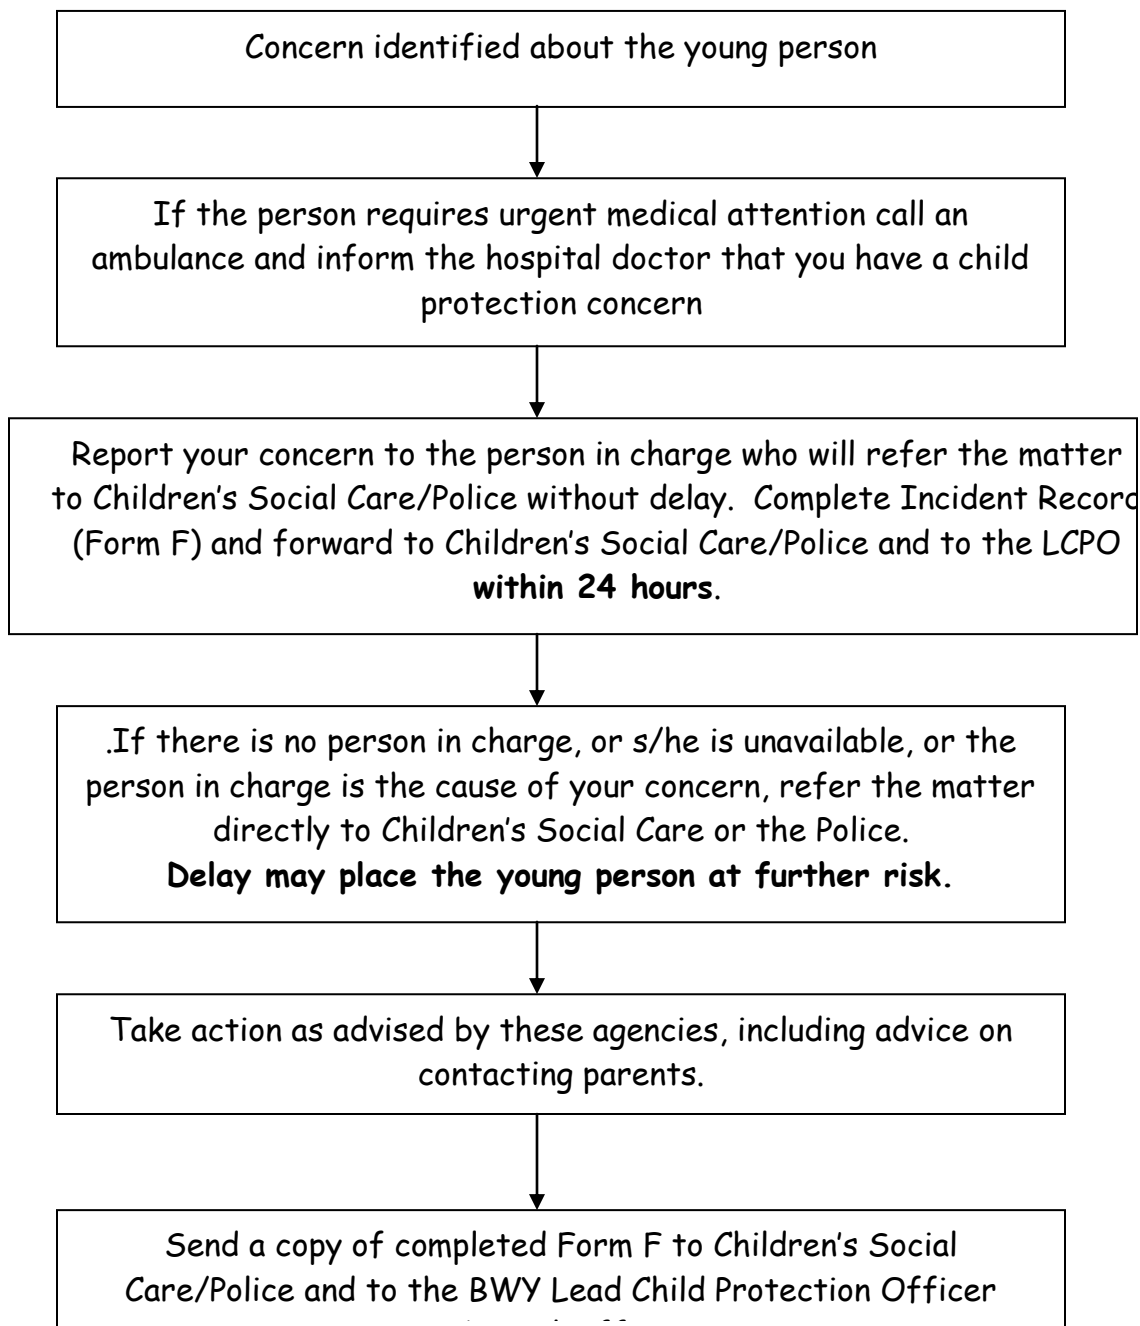 Concern identified about the young person
If the person requires urgent medical attention call an
ambulance and inform the hospital doctor that you have a child
protection concern
Report your concern to the person in charge who will refer the matter
to Children's Social Care/Police without delay.  Complete Incident Record
(Form F) and forward to Children's Social Care/Police and to the LCPO
within 24 hours.
.If there is no person in charge, or s/he is unavailable, or the
person in charge is the cause of your concern, refer the matter
directly to Children's Social Care or the Police.
Delay may place the young person at further risk.
Take action as advised by these agencies, including advice on
contacting parents.
Send a copy of completed Form F to Children's Social
Care/Police and to the BWY Lead Child Protection Officer